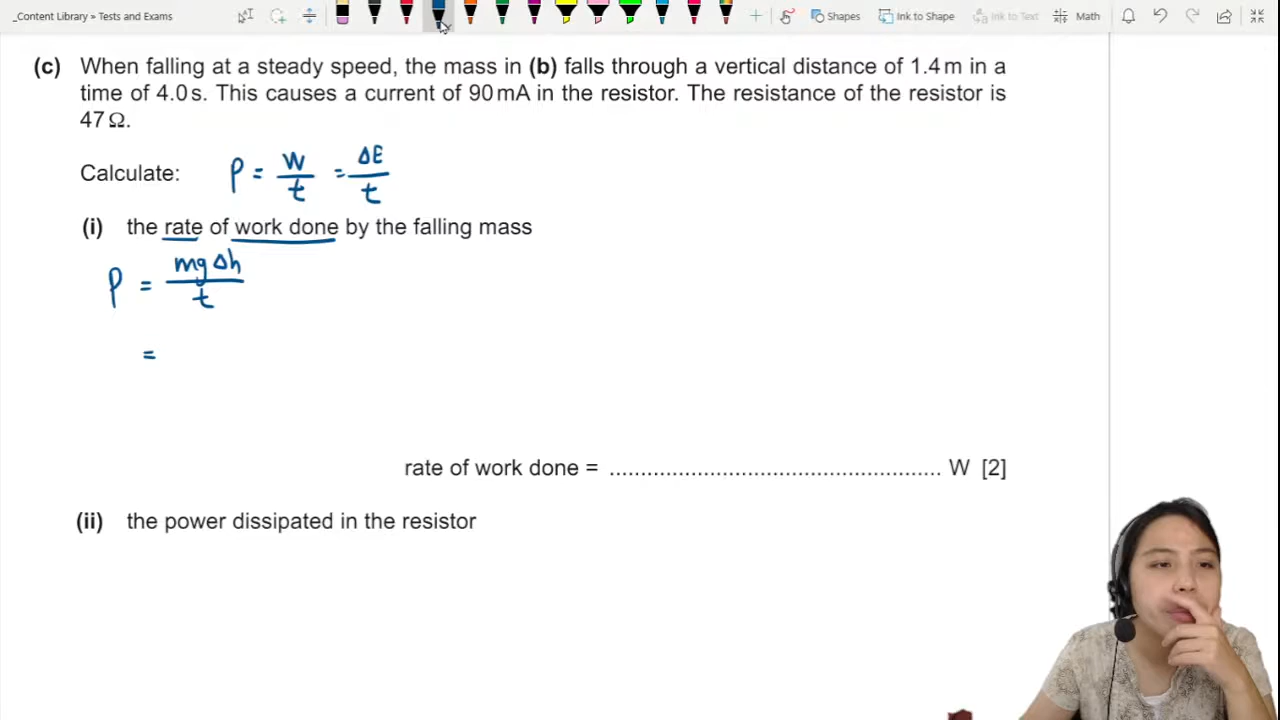 _Content Library » Tests and Exams
Shapes
Ink to Shape
Ink to Text
Math
(c) When falling at a steady speed, the mass in (b) falls through a vertical distance of 1.4 m in a
time of 4.0 s. This causes a current of 90 mA in the resistor. The resistance of the resistor is
47 Ω.
Calculate: P = W/t = ΔE/t
(i) the rate of work done by the falling mass
P = mgΔh/t
=
rate of work done = ..................................................... W [2]
(ii) the power dissipated in the resistor